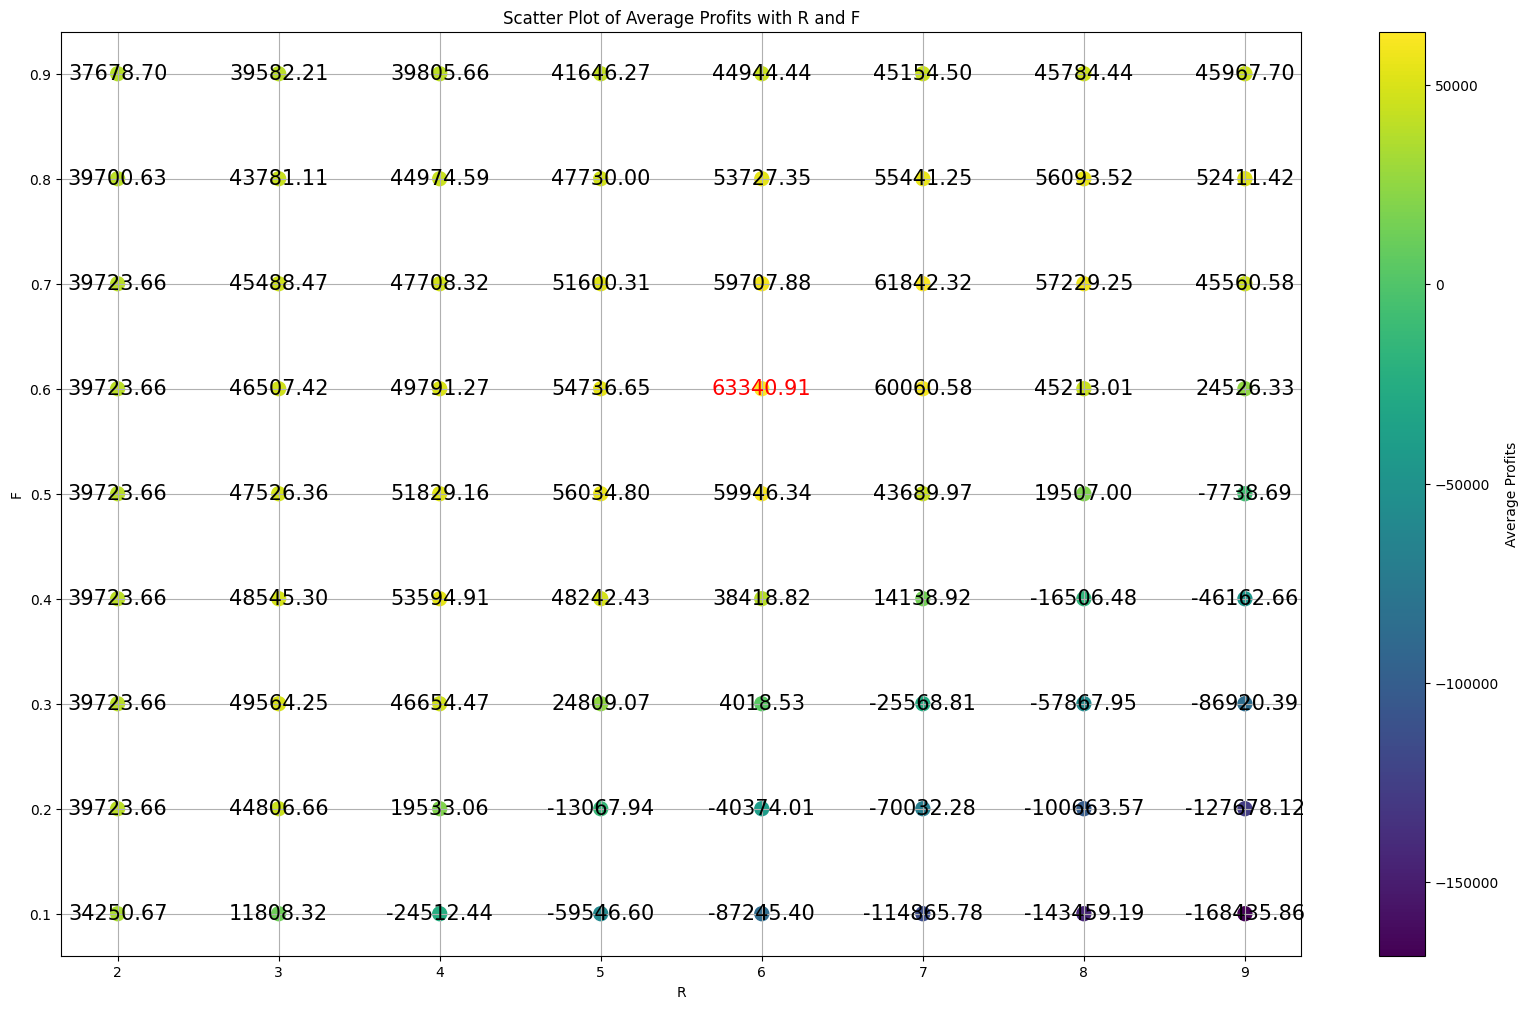 Scatter Plot of Average Profits with R and F
0.9 37678.70 39582.21 39805.66 41646.27 44944.44 45154.50 45784.44 45967.70
50000
0.8 39700.63 43781.11 44974.59 47730.00 53727.35 55441.25 56093.52 52411.42
0.7 39723.66 45488.47 47708.32 51600.31 59707.88 61842.32 57229.25 45560.58
0
0.6 39723.66 46507.42 49791.27 54736.65 63340.91 60060.58 45213.01 24526.33
−50000
F
0.5 39723.66 47526.36 51829.16 56034.80 59946.34 43689.97 19507.00 -7738.69
Average Profits
0.4 39723.66 48545.30 53594.91 48242.43 38418.82 14138.92 -16506.48 -46162.66
−100000
0.3 39723.66 49564.25 46654.47 24809.07 4018.53 -25568.81 -57867.95 -86920.39
0.2 39723.66 44806.66 19533.06 -13067.94 -40374.01 -70032.28 -100663.57 -127678.12
−150000
0.1 34250.67 11808.32 -24512.44 -59546.60 -87245.40 -114865.78 -143459.19 -168435.86
2 3 4 5 6 7 8 9
R